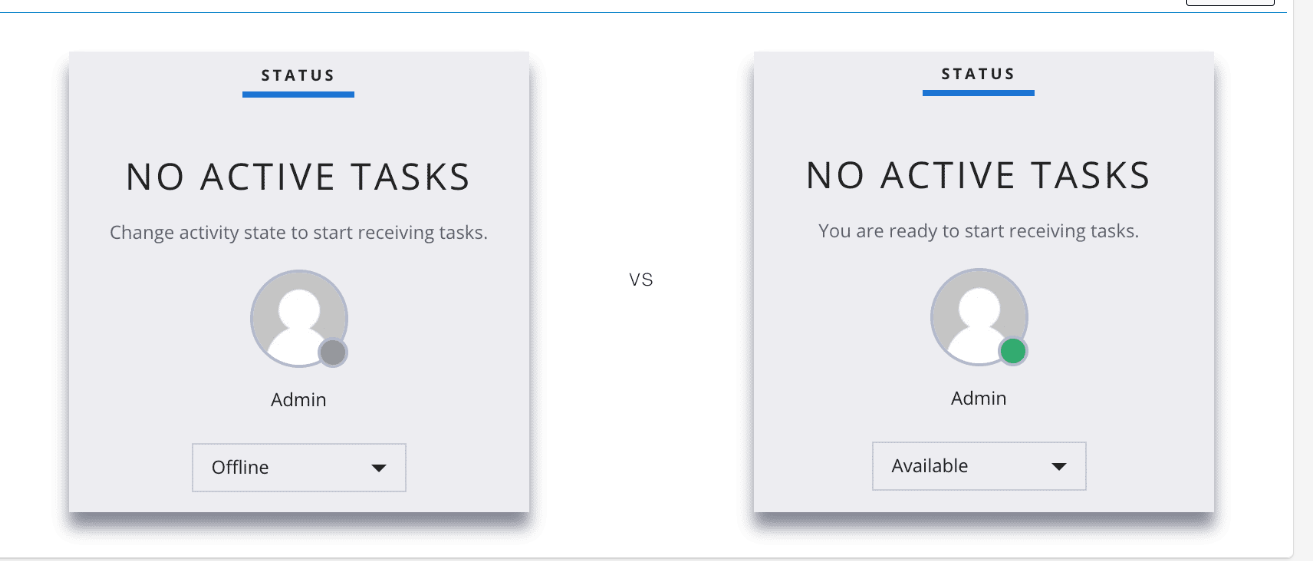 STATUS
NO ACTIVE TASKS
Change activity state to start receiving tasks.
Admin
Offline
VS
STATUS
NO ACTIVE TASKS
You are ready to start receiving tasks.
Admin
Available